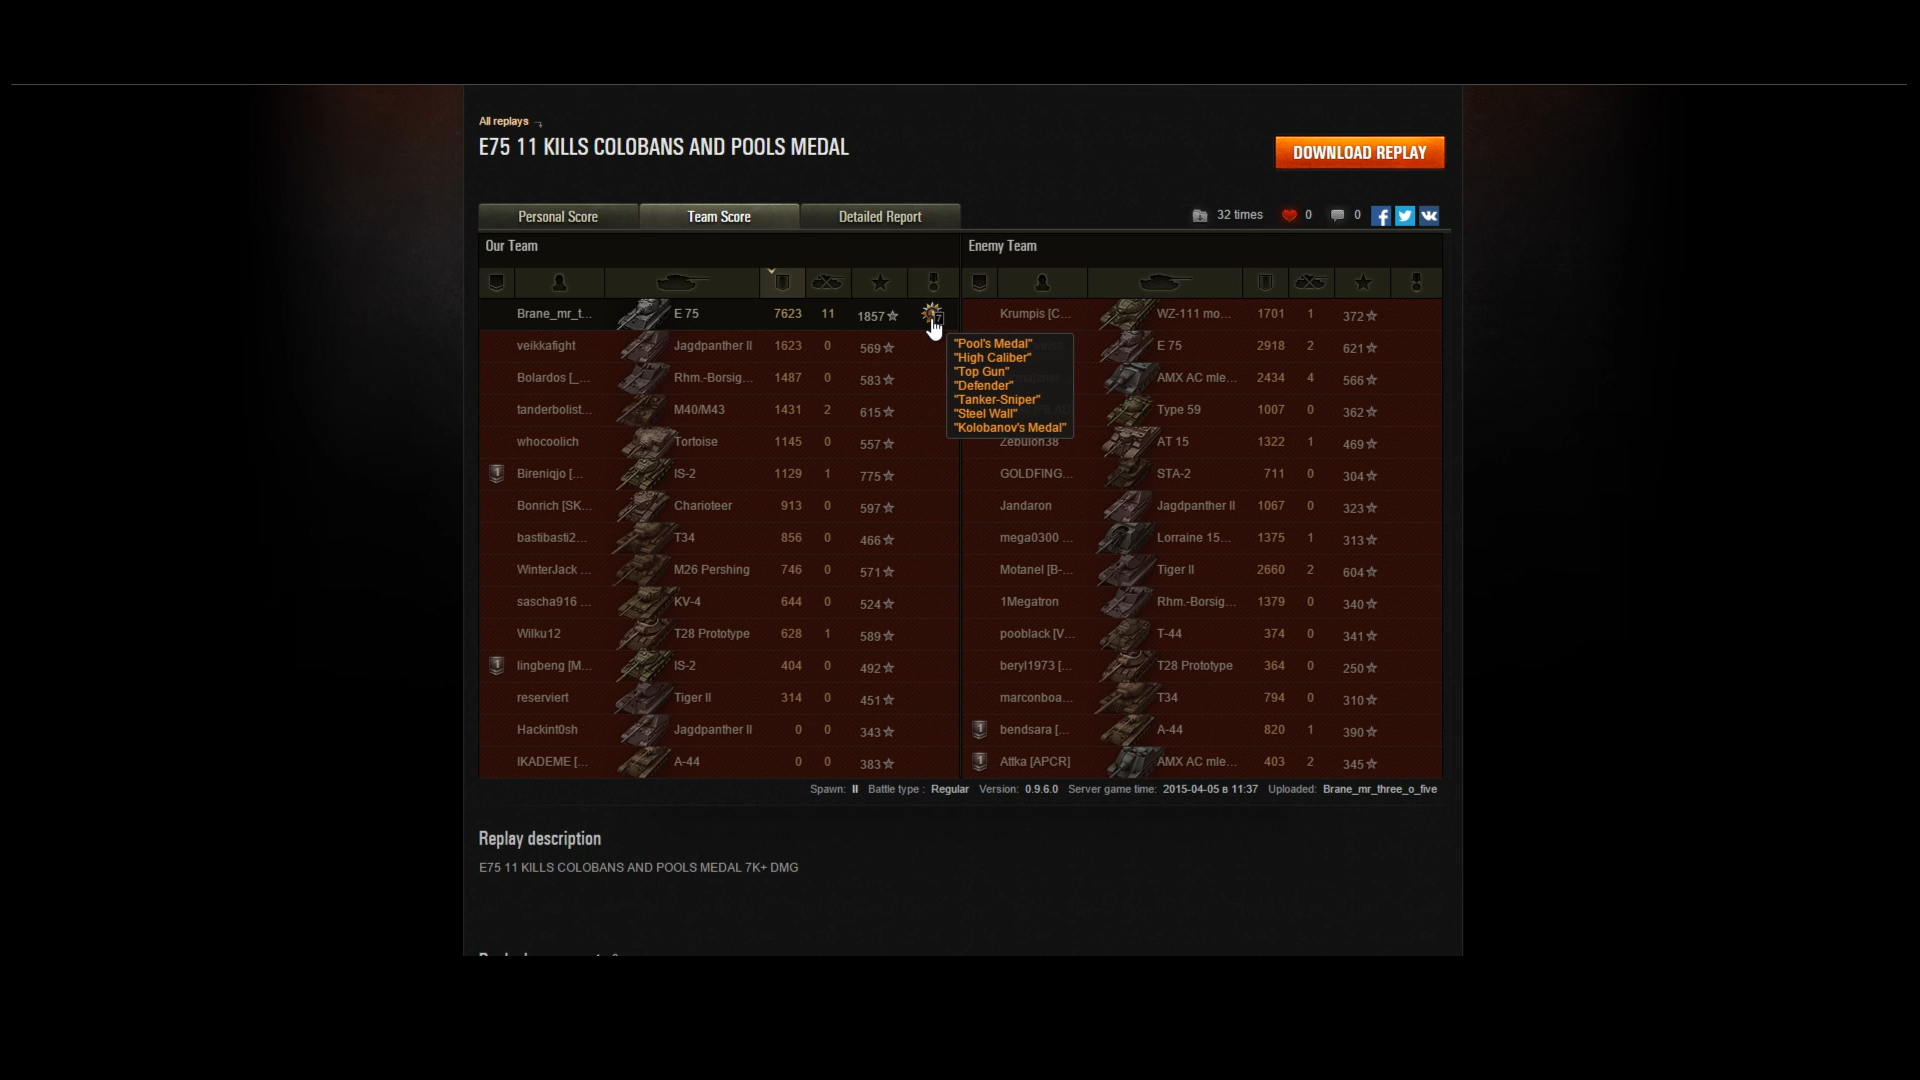 All replays
E75 11 KILLS COLOBANS AND POOLS MEDAL
DOWNLOAD REPLAY
Personal Score Team Score Detailed Report 32 times 0 0
Our Team Enemy Team
Brane_mr_t... E 75 7623 11 1857 7 Krumpis [C... WZ-111 mo... 1701 1 372
veikkafight Jagdpanther II 1623 0 569 E 75 2918 2 621
Bolardos [_... Rhm.-Borsig... 1487 0 583 AMX AC mle... 2434 4 566
tanderbolist... M40/M43 1431 2 615 Type 59 1007 0 362
"Pool's Medal"
"High Caliber"
"Top Gun"
"Defender"
"Tanker-Sniper"
"Steel Wall"
"Kolobanov's Medal"
whocoolich Tortoise 1145 0 557 Zebulon38 AT 15 1322 1 469
1 Bireniqjo [... IS-2 1129 1 775 GOLDFING... STA-2 711 0 304
Bonrich [SK... Charioteer 913 0 597 Jandaron Jagdpanther II 1067 0 323
bastibasti2... T34 856 0 466 mega0300 ... Lorraine 15... 1375 1 313
WinterJack ... M26 Pershing 746 0 571 Motanel [B-... Tiger II 2660 2 604
sascha916 ... KV-4 644 0 524 1Megatron Rhm.-Borsig... 1379 0 340
Wilku12 T28 Prototype 628 1 589 pooblack [V... T-44 374 0 341
1 lingbeng [M... IS-2 404 0 492 beryl1973 [... T28 Prototype 364 0 250
reserviert Tiger II 314 0 451 marconboa... T34 794 0 310
Hackint0sh Jagdpanther II 0 0 343 1 bendsara [... A-44 820 1 390
IKADEME [... A-44 0 0 383 1 Attka [APCR] AMX AC mle... 403 2 345
Spawn: II Battle type : Regular Version: 0.9.6.0 Server game time: 2015-04-05 в 11:37 Uploaded: Brane_mr_three_o_five
Replay description
E75 11 KILLS COLOBANS AND POOLS MEDAL 7K+ DMG